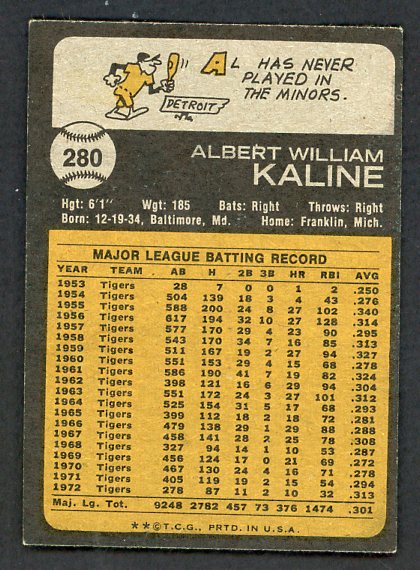 AL HAS NEVER
PLAYED IN
THE MINORS.
DETROIT
280
ALBERT WILLIAM
KALINE
Hgt: 6'1" Wgt: 185 Bats: Right Throws: Right
Born: 12-19-34, Baltimore, Md. Home: Franklin, Mich.
MAJOR LEAGUE BATTING RECORD
YEAR TEAM AB H 2B 3B HR RBI AVG
1953 Tigers 28 7 0 0 1 2 .250
1954 Tigers 504 139 18 3 4 43 .276
1955 Tigers 588 200 24 8 27 102 .340
1956 Tigers 617 194 32 10 27 128 .314
1957 Tigers 577 170 29 4 23 90 .295
1958 Tigers 543 170 34 7 16 85 .313
1959 Tigers 511 167 19 2 27 94 .327
1960 Tigers 551 153 29 4 15 68 .278
1961 Tigers 586 190 41 7 19 82 .324
1962 Tigers 398 121 16 6 29 94 .304
1963 Tigers 551 172 24 3 27 101 .312
1964 Tigers 525 154 31 5 17 68 .293
1965 Tigers 399 112 18 2 18 72 .281
1966 Tigers 479 138 29 1 29 88 .288
1967 Tigers 458 141 28 2 25 78 .308
1968 Tigers 327 94 14 1 10 53 .287
1969 Tigers 456 124 17 0 21 69 .272
1970 Tigers 467 130 24 4 16 71 .278
1971 Tigers 405 119 19 2 15 54 .294
1972 Tigers 278 87 11 2 10 32 .313
Maj. Lg. Tot. 9248 2782 457 73 376 1474 .301
**©T.C.G., PRTD. IN U.S.A.